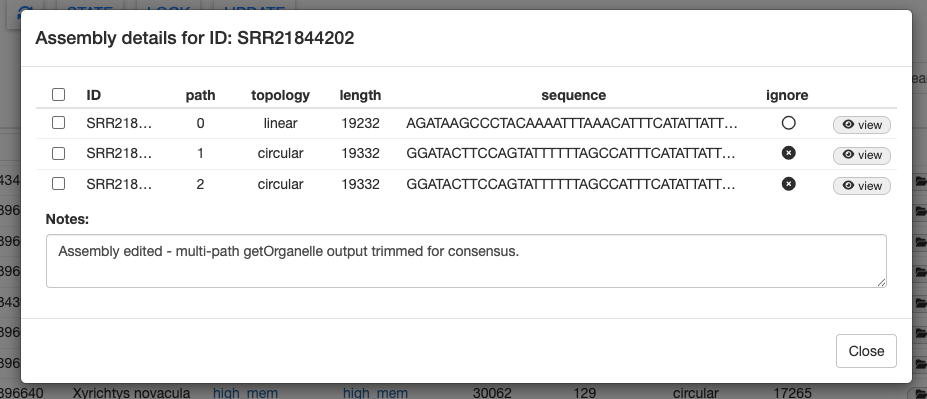 STATE LOCK UPDATE
Assembly details for ID: SRR21844202
ID path topology length sequence ignore
SRR218... 0 linear 19232 AGATAAGCCCTACAAAATTTAAACATTTCATATTATT... view
SRR218... 1 circular 19332 GGATACTTCCAGTATTTTTTAGCCATTTCATATTATT... view
SRR218... 2 circular 19332 GGATACTTCCAGTATTTTTTAGCCATTTCATATTATT... view
Notes:
Assembly edited - multi-path getOrganelle output trimmed for consensus.
Close
896640 Xyrichtys novacula high_mem high_mem 30062 129 circular 17265